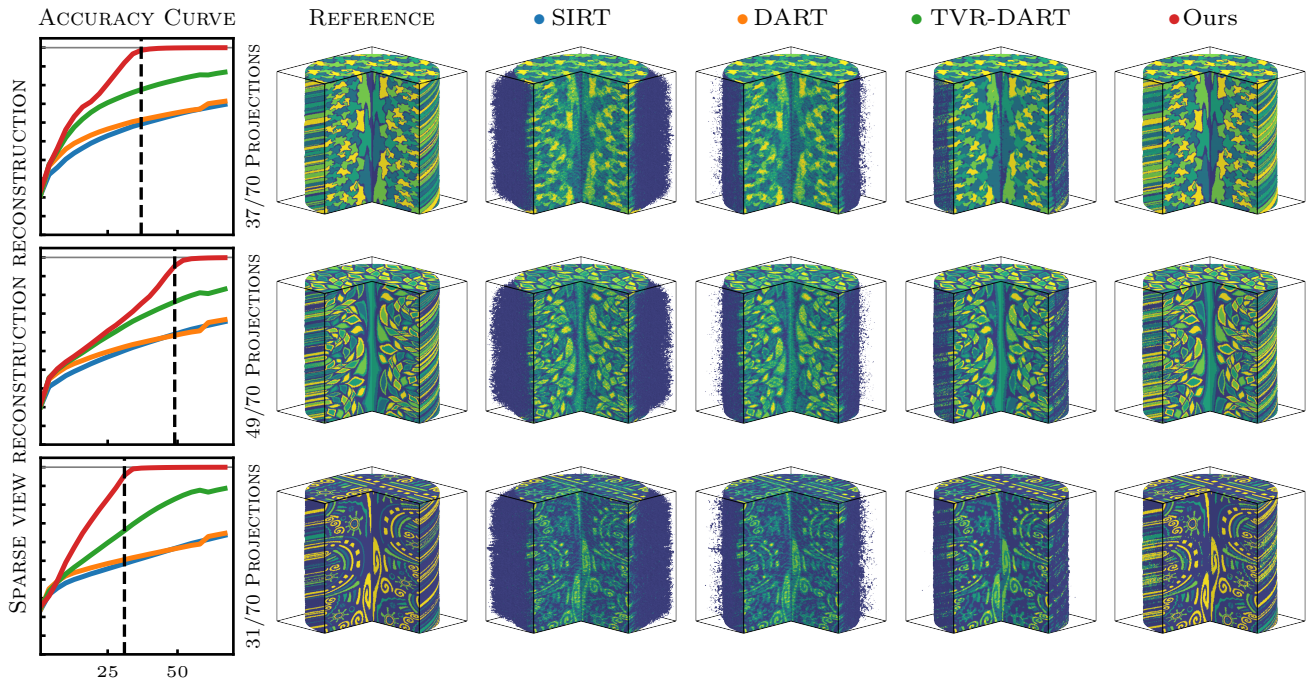 Accuracy Curve
Reference
SIRT
DART
TVR-DART
Ours
Sparse view reconstruction reconstruction
37/70 Projections
49/70 Projections
31/70 Projections
25 50